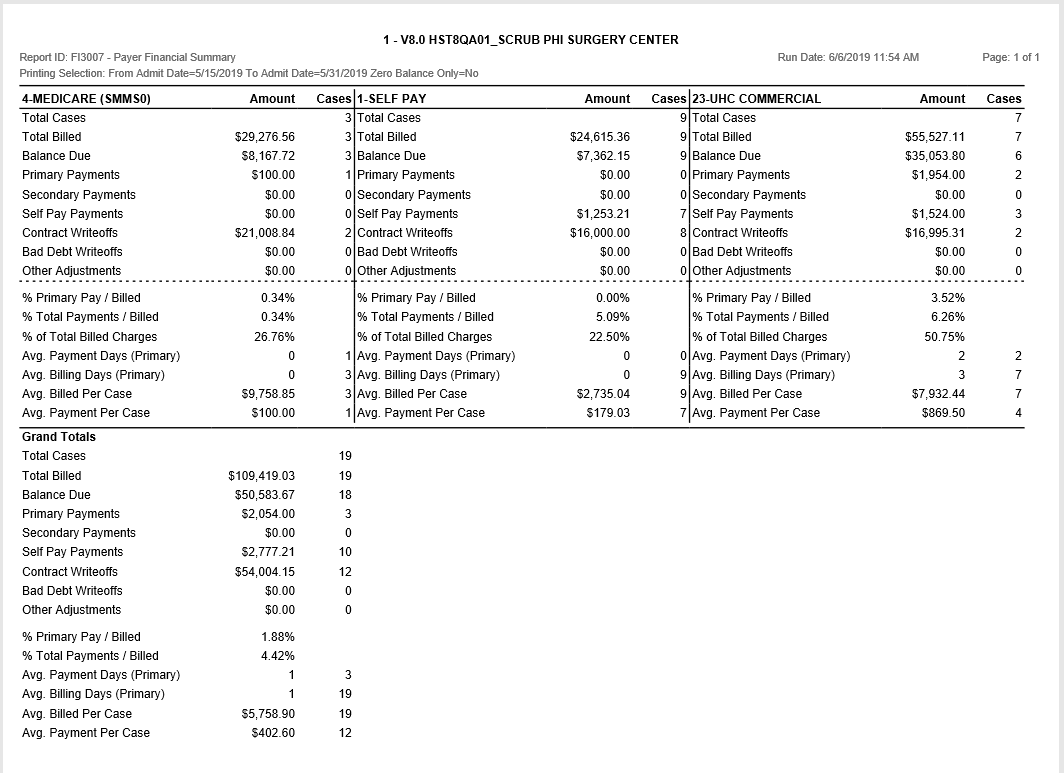 1 - V8.0 HST8QA01_SCRUB PHI SURGERY CENTER
Report ID: FI3007 - Payer Financial Summary Run Date: 6/6/2019 11:54 AM Page: 1 of 1
Printing Selection: From Admit Date=5/15/2019 To Admit Date=5/31/2019 Zero Balance Only=No
4-MEDICARE (SMMS0) Amount Cases 1-SELF PAY Amount Cases 23-UHC COMMERCIAL Amount Cases
Total Cases 3 Total Cases 9 Total Cases 7
Total Billed $29,276.56 3 Total Billed $24,615.36 9 Total Billed $55,527.11 7
Balance Due $8,167.72 3 Balance Due $7,362.15 9 Balance Due $35,053.80 6
Primary Payments $100.00 1 Primary Payments $0.00 0 Primary Payments $1,954.00 2
Secondary Payments $0.00 0 Secondary Payments $0.00 0 Secondary Payments $0.00 0
Self Pay Payments $0.00 0 Self Pay Payments $1,253.21 7 Self Pay Payments $1,524.00 3
Contract Writeoffs $21,008.84 2 Contract Writeoffs $16,000.00 8 Contract Writeoffs $16,995.31 2
Bad Debt Writeoffs $0.00 0 Bad Debt Writeoffs $0.00 0 Bad Debt Writeoffs $0.00 0
Other Adjustments $0.00 0 Other Adjustments $0.00 0 Other Adjustments $0.00 0
% Primary Pay / Billed 0.34% % Primary Pay / Billed 0.00% % Primary Pay / Billed 3.52%
% Total Payments / Billed 0.34% % Total Payments / Billed 5.09% % Total Payments / Billed 6.26%
% of Total Billed Charges 26.76% % of Total Billed Charges 22.50% % of Total Billed Charges 50.75%
Avg. Payment Days (Primary) 0 1 Avg. Payment Days (Primary) 0 0 Avg. Payment Days (Primary) 2 2
Avg. Billing Days (Primary) 0 3 Avg. Billing Days (Primary) 0 9 Avg. Billing Days (Primary) 3 7
Avg. Billed Per Case $9,758.85 3 Avg. Billed Per Case $2,735.04 9 Avg. Billed Per Case $7,932.44 7
Avg. Payment Per Case $100.00 1 Avg. Payment Per Case $179.03 7 Avg. Payment Per Case $869.50 4
Grand Totals
Total Cases 19
Total Billed $109,419.03 19
Balance Due $50,583.67 18
Primary Payments $2,054.00 3
Secondary Payments $0.00 0
Self Pay Payments $2,777.21 10
Contract Writeoffs $54,004.15 12
Bad Debt Writeoffs $0.00 0
Other Adjustments $0.00 0
% Primary Pay / Billed 1.88%
% Total Payments / Billed 4.42%
Avg. Payment Days (Primary) 1 3
Avg. Billing Days (Primary) 1 19
Avg. Billed Per Case $5,758.90 19
Avg. Payment Per Case $402.60 12